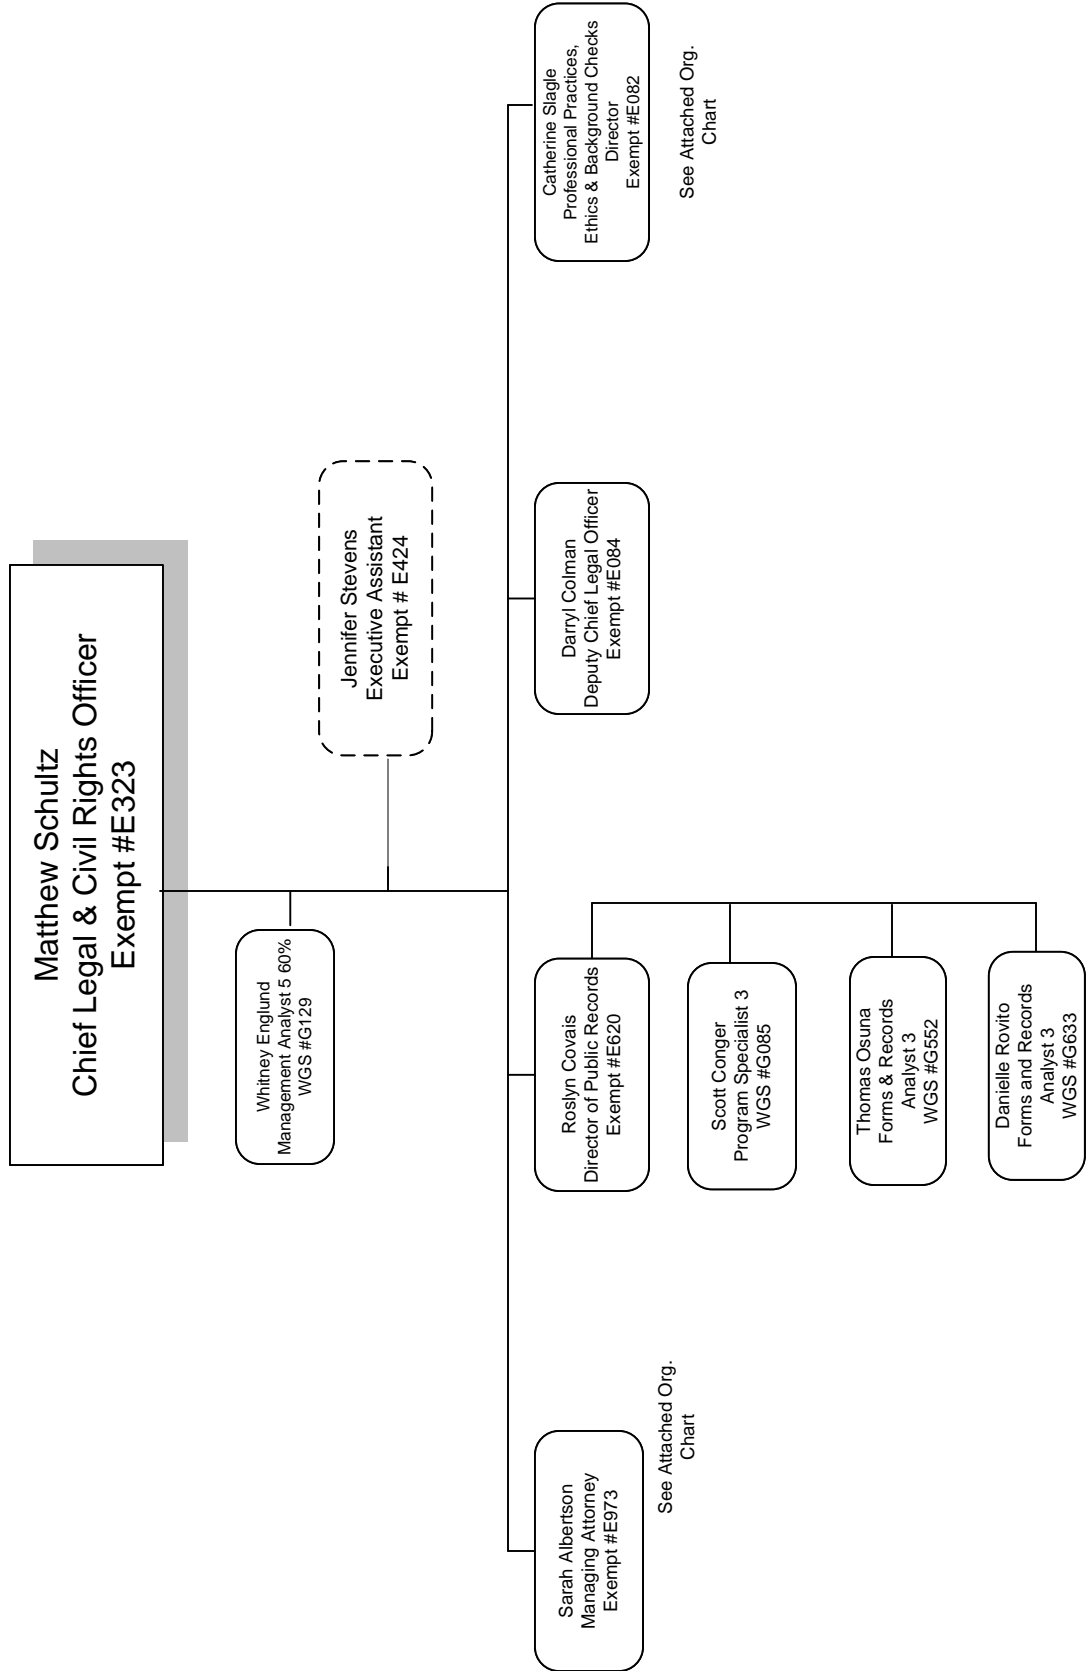 Matthew Schultz
Chief Legal & Civil Rights Officer
Exempt #E323
Whitney Englund
Management Analyst 5 60%
WGS #G129
Jennifer Stevens
Executive Assistant
Exempt # E424
Sarah Albertson
Managing Attorney
Exempt #E973
See Attached Org.
Chart
Roslyn Covais
Director of Public Records
Exempt #E620
Scott Conger
Program Specialist 3
WGS #G085
Thomas Osuna
Forms & Records
Analyst 3
WGS #G552
Danielle Rovito
Forms and Records
Analyst 3
WGS #G633
Darryl Colman
Deputy Chief Legal Officer
Exempt #E084
Catherine Slagle
Professional Practices,
Ethics & Background Checks
Director
Exempt #E082
See Attached Org.
Chart